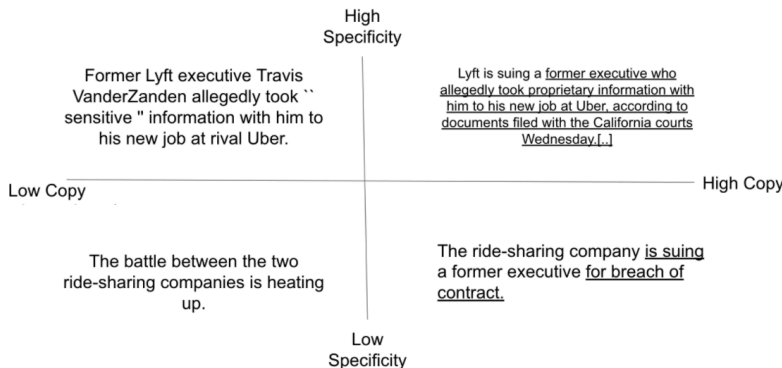 High
Specificity
Former Lyft executive Travis
VanderZanden allegedly took ``
sensitive '' information with him to
his new job at rival Uber.
Lyft is suing a former executive who
allegedly took proprietary information with
him to his new job at Uber, according to
documents filed with the California courts
Wednesday.[..]
Low Copy
High Copy
The battle between the two
ride-sharing companies is heating
up.
The ride-sharing company is suing
a former executive for breach of
contract.
Low
Specificity